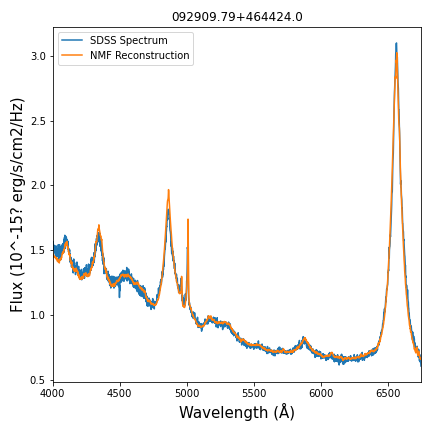 092909.79+464424.0
SDSS Spectrum
NMF Reconstruction
3.0
2.5
2.0
1.5
1.0
0.5
Flux (10^-15? erg/s/cm2/Hz)
4000 4500 5000 5500 6000 6500
Wavelength (Å)